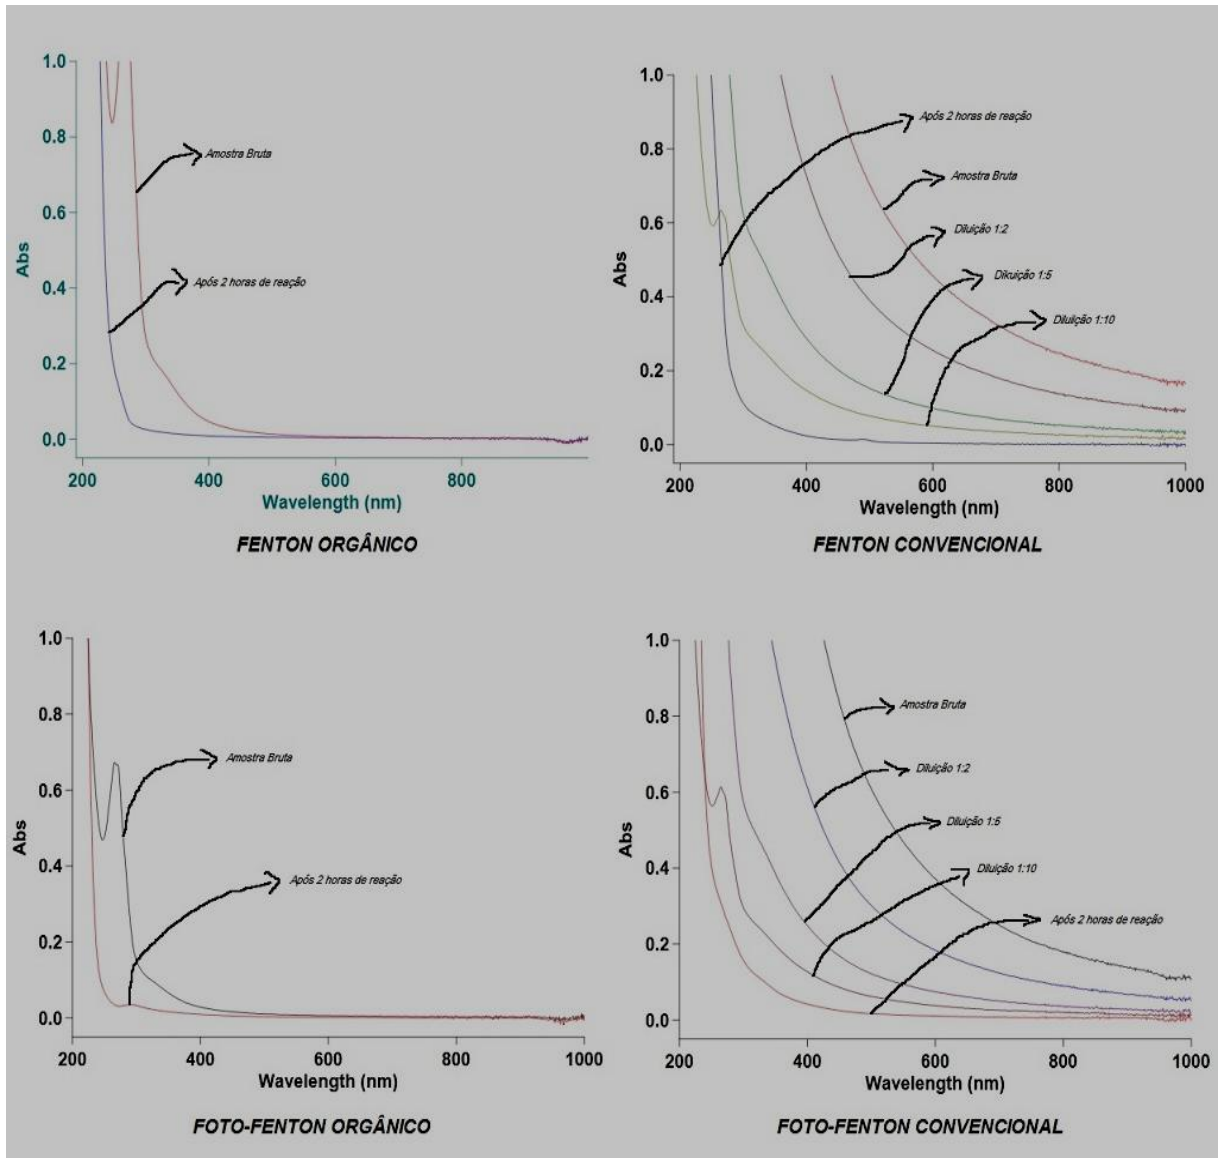 1.0
0.8
0.6
0.4
0.2
0.0
Abs
Amostra Bruta
Após 2 horas de reação
200
400
600
800
Wavelength (nm)
FENTON ORGÂNICO
1.0
0.8
0.6
0.4
0.2
0.0
Abs
Após 2 horas de reação
Amostra Bruta
Diluição 1:2
Dikuição 1:5
Diluiição 1:10
200
400
600
800
1000
Wavelength (nm)
FENTON CONVENCIONAL
1.0
0.8
0.6
0.4
0.2
0.0
Abs
Amostra Bruta
Após 2 horas de reação
200
400
600
800
1000
Wavelength (nm)
FOTO-FENTON ORGÂNICO
1.0
0.8
0.6
0.4
0.2
0.0
Abs
Amostra Bruta
Diluição 1:2
Diluição 1:5
Diluição 1:10
Após 2 horas de reação
200
400
600
800
1000
Wavelength (nm)
FOTO-FENTON CONVENCIONAL